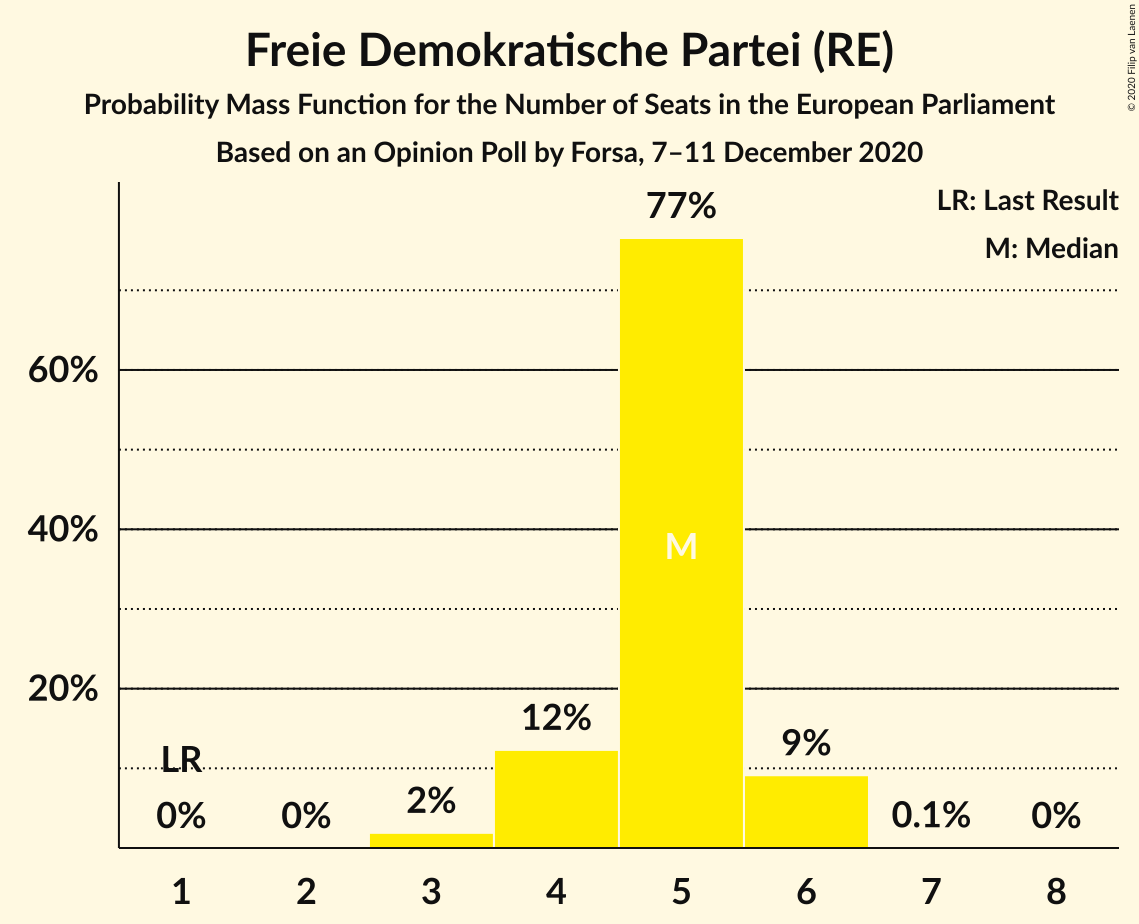 Freie Demokratische Partei (RE)
Probability Mass Function for the Number of Seats in the European Parliament
Based on an Opinion Poll by Forsa, 7–11 December 2020
© 2020 Filip van Laenen
LR: Last Result
M: Median
77%
60%
40%
M
20%
12%
9%
LR
2%
0%
0%
0.1%
0%
1 2 3 4 5 6 7 8